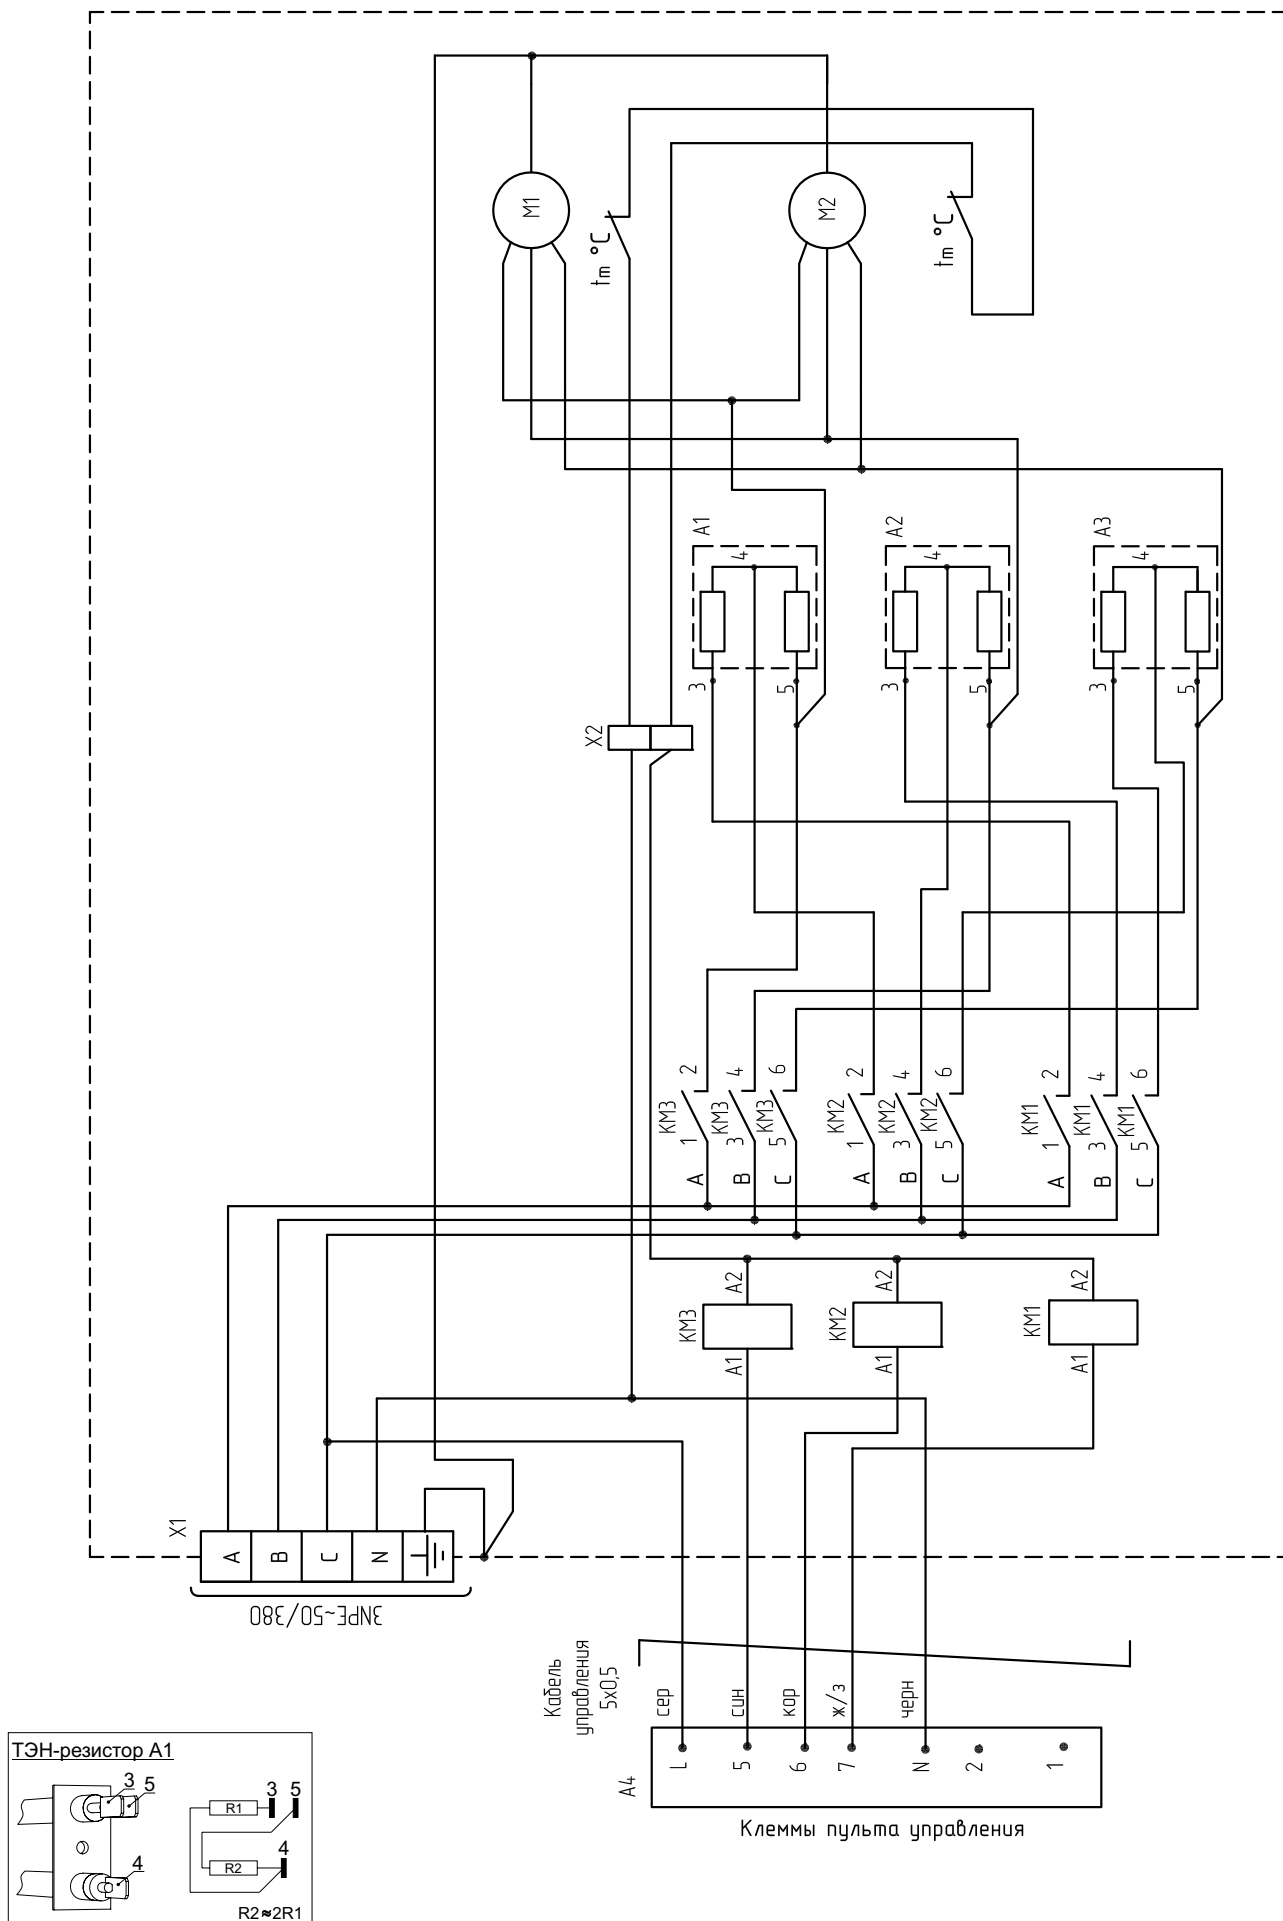 M1
tm °C
M2
tm °C
A1
4
3
5
A2
4
3
5
A3
4
3
5
X2
KM3
1
2
KM3
3
4
KM3
5
6
KM2
1
2
KM2
3
4
KM2
5
6
KM1
1
2
KM1
3
4
KM1
5
6
A
B
C
A
B
C
A
B
C
KM3
A2
A1
KM2
A2
A1
KM1
A2
A1
X1
A
B
C
N
3NPE~50/380
Кабель
управления
5х0,5
сер
син
кор
ж/з
черн
A4
L
5
6
7
N
2
1
Клеммы пульта управления
ТЭН-резистор А1
3
5
4
R1
3
5
R2
4
R2≈2R1